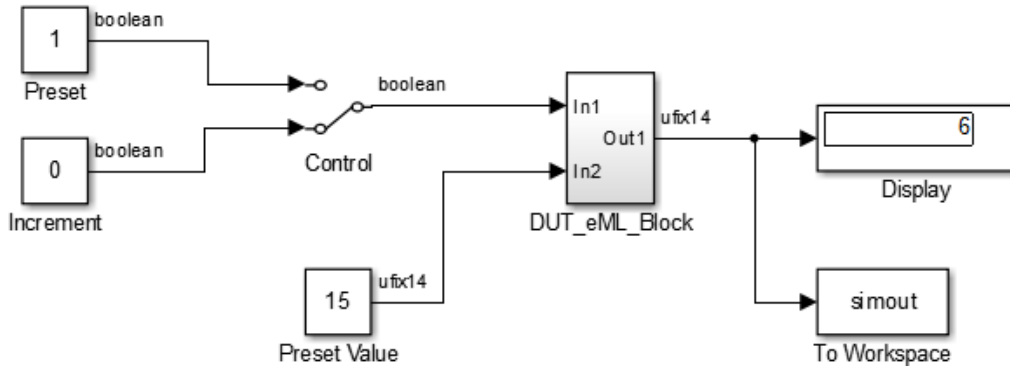 boolean
1
Preset
boolean
0
Increment
boolean
Control
In1
Out1
In2
DUT_eML_Block
ufix14
6
Display
ufix14
15
Preset Value
simout
To Workspace